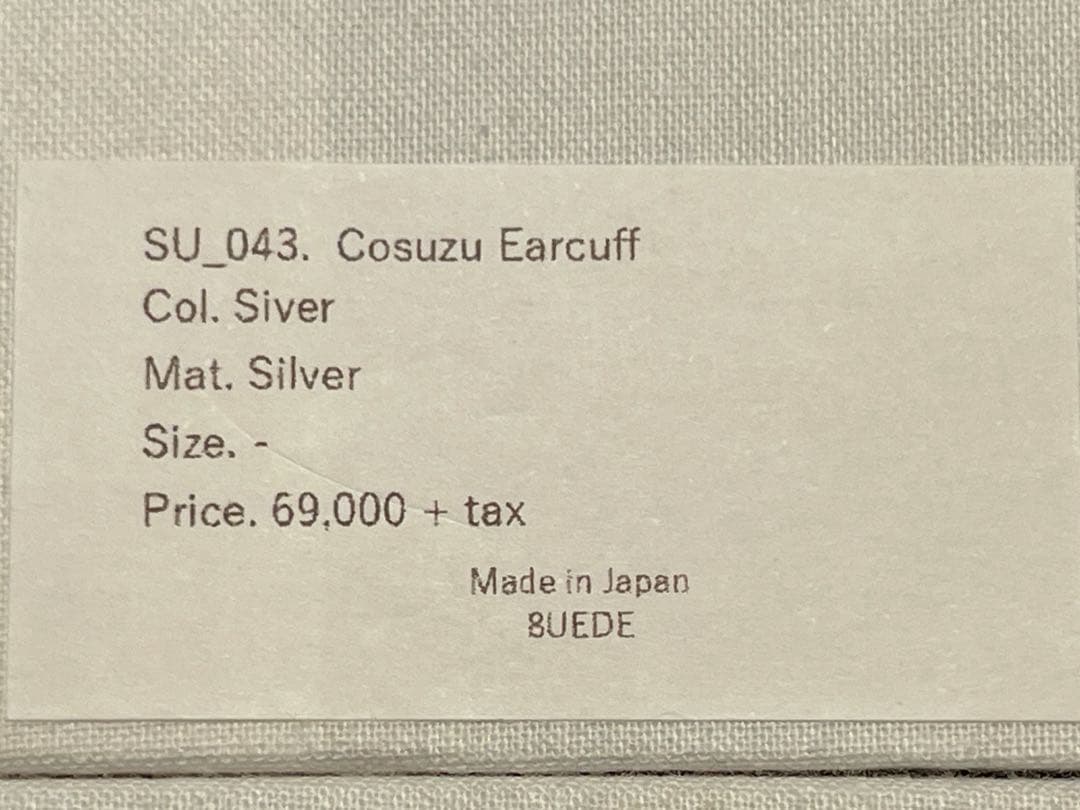 SU_043. Cosuzu Earcuff
Col. Siver
Mat. Silver
Size. -
Price. 69,000 + tax
Made in Japan
8UEDE